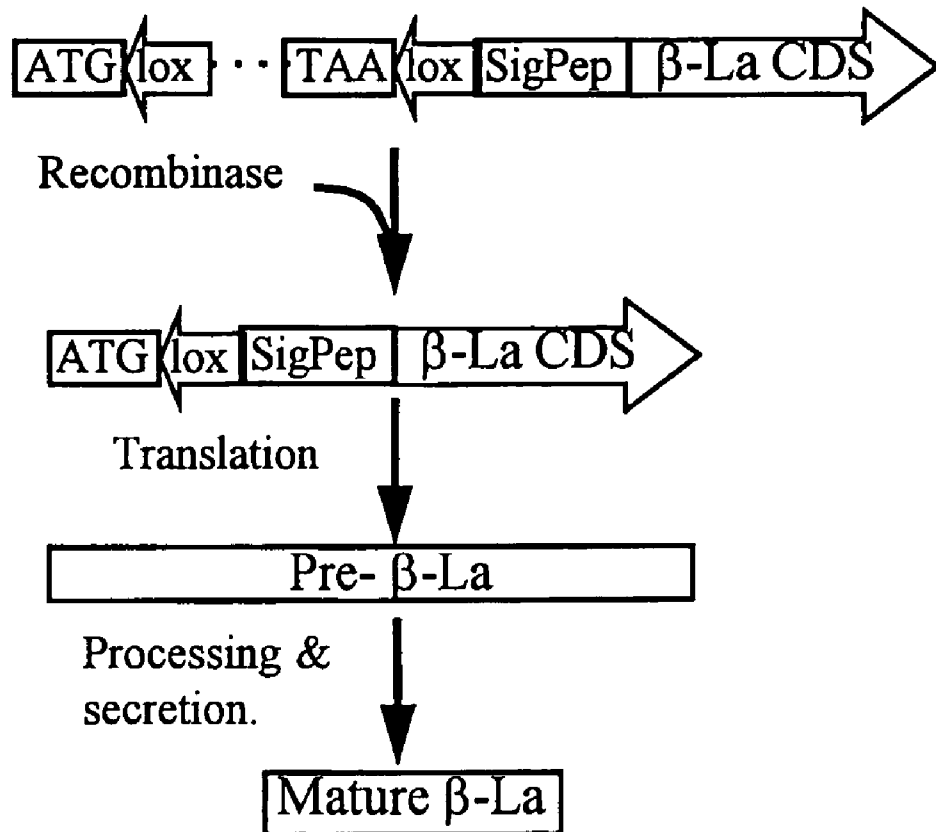 ATG lox · · · TAA lox SigPep β-La CDS
Recombinase
ATG lox SigPep β-La CDS
Translation
Pre- β-La
Processing &
secretion.
Mature β-La